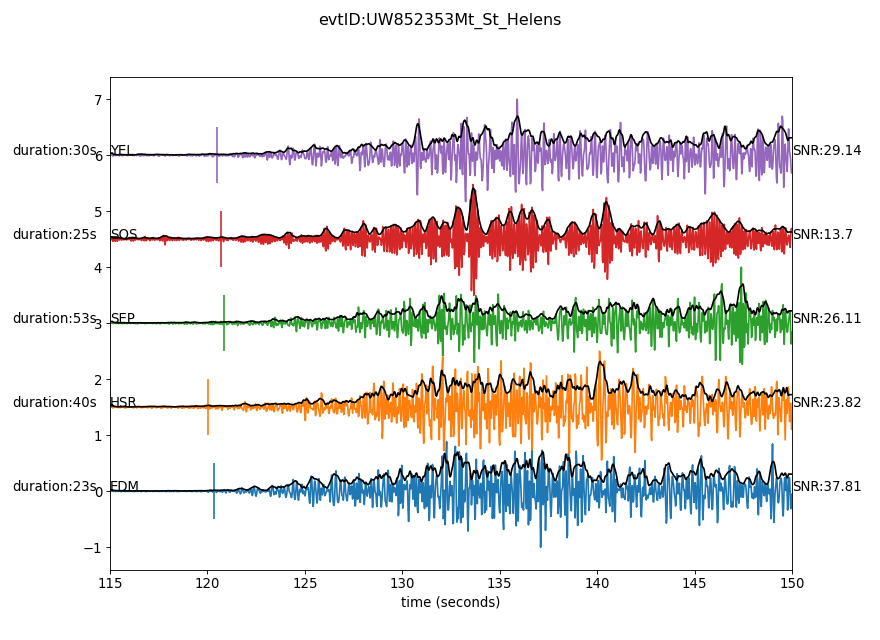 evtID:UW852353Mt_St_Helens
7
duration:30s YEL SNR:29.14
6
5
duration:25s SOS SNR:13.7
4
duration:53s SEP SNR:26.11
3
2
duration:40s HSR SNR:23.82
1
duration:23s EDM SNR:37.81
0
−1
115 120 125 130 135 140 145 150
time (seconds)